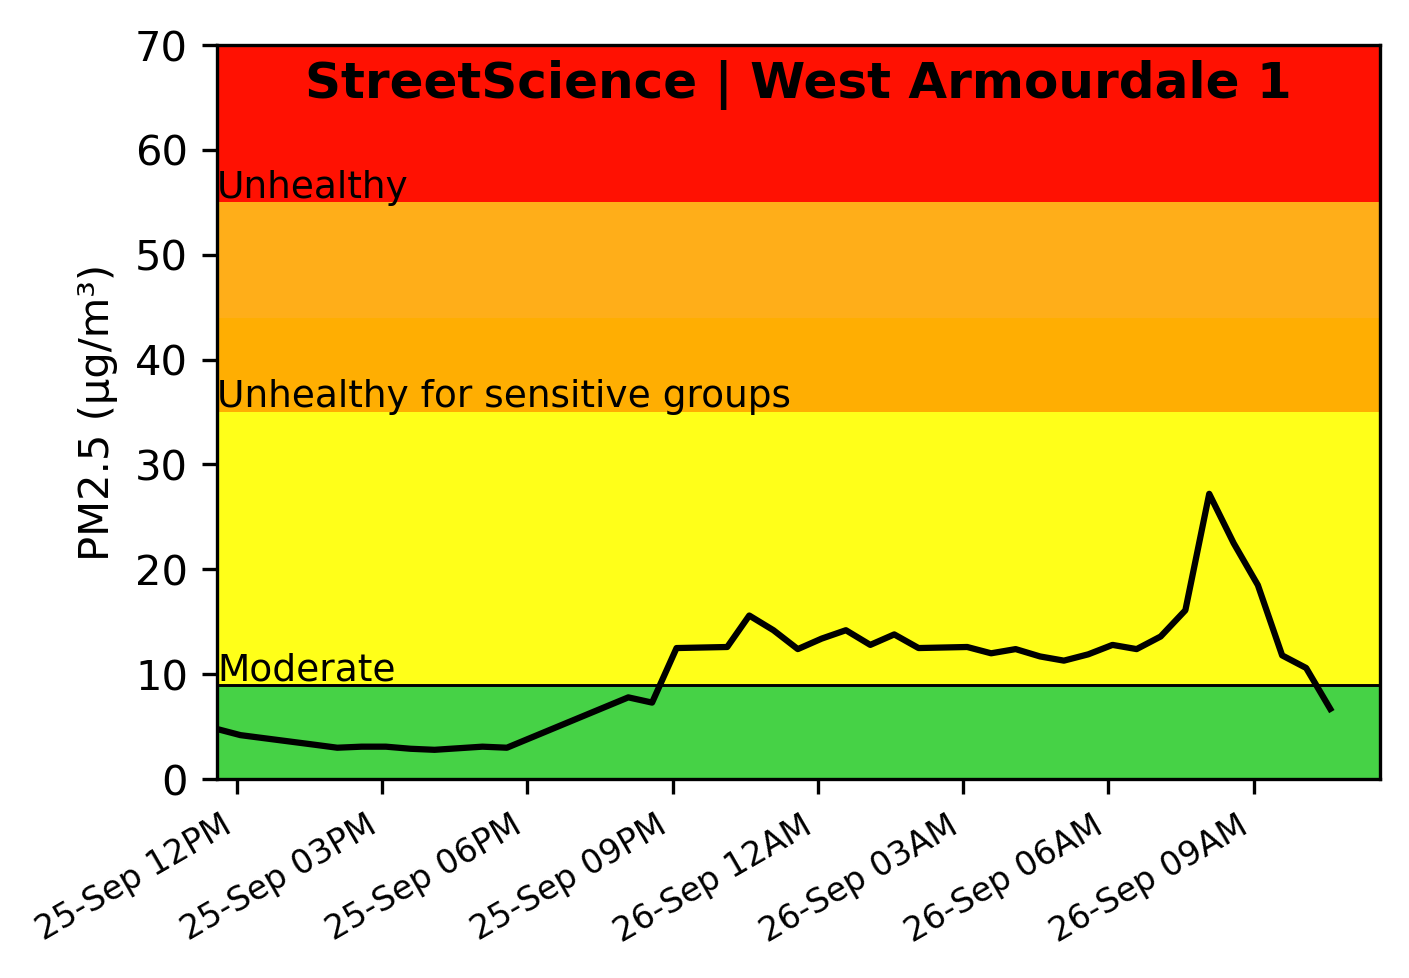 StreetScience | West Armourdale 1
70
60
Unhealthy
50
40
Unhealthy for sensitive groups
30
20
Moderate
10
0
PM2.5 (µg/m³)
25-Sep 12PM
25-Sep 03PM
25-Sep 06PM
25-Sep 09PM
26-Sep 12AM
26-Sep 03AM
26-Sep 06AM
26-Sep 09AM